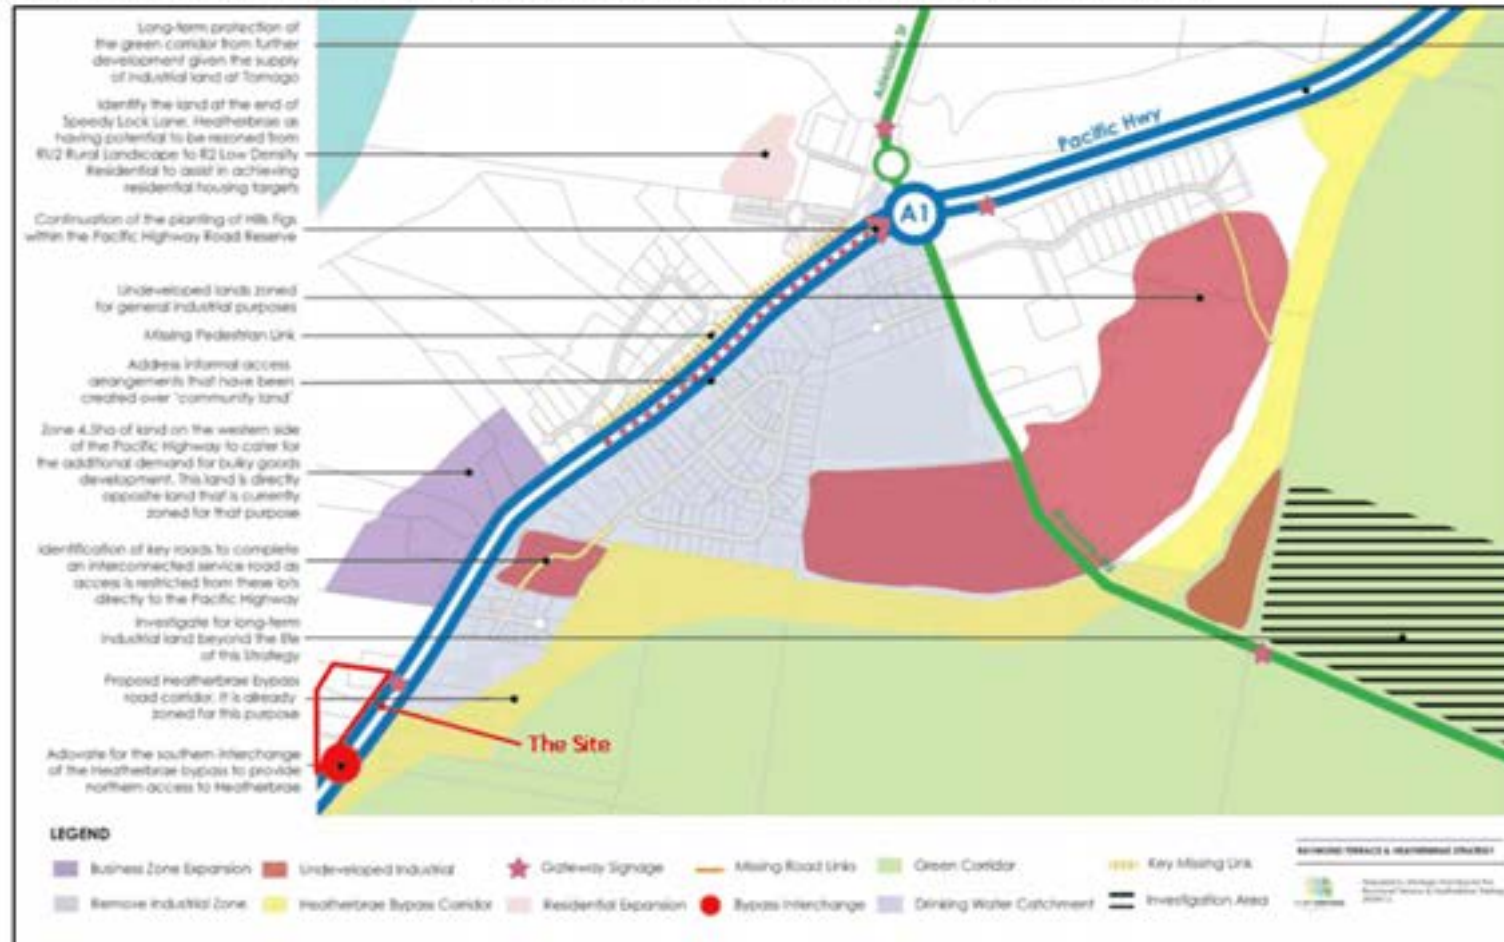 Long-term protection of
the green corridor from further
development given the supply
of industrial land at Tomago
Identify the land at the end of
Speedy Lock Lane, Heatherbrae as
having potential to be rezoned from
RU2 Rural Landscape to R2 Low Density
Residential to assist in achieving
residential housing targets
Continuation of the planting of Hills Figs
within the Pacific Highway Road Reserve
Undeveloped lands zoned
for general industrial purposes
Missing Pedestrian Link
Address informal access
arrangements that have been
created over 'community land'
Zone 4.5ha of land on the western side
of the Pacific Highway to cater for
the additional demand for bulky goods
development. This land is directly
opposite land that is currently
zoned for that purpose
Identification of key roads to complete
an interconnected service road as
access is restricted from these lots
directly to the Pacific Highway
Investigate for long-term
industrial land beyond the life
of this Strategy
Proposd Heatherbrae bypass
road corridor. It is already
zoned for this purpose
Adovate for the southern interchange
of the Heatherbrae bypass to provide
northern access to Heatherbrae
Adelaide St
Pacific Hwy
A1
The Site
LEGEND
Business Zone Expansion
Undeveloped Industrial
Gateway Signage
Missing Road Links
Green Corridor
Key Missing Link
Remove Industrial Zone
Heatherbrae Bypass Corridor
Residential Expansion
Bypass Interchange
Drinking Water Catchment
Investigation Area
RAYMOND TERRACE & HEATHERBRAE STRATEGY